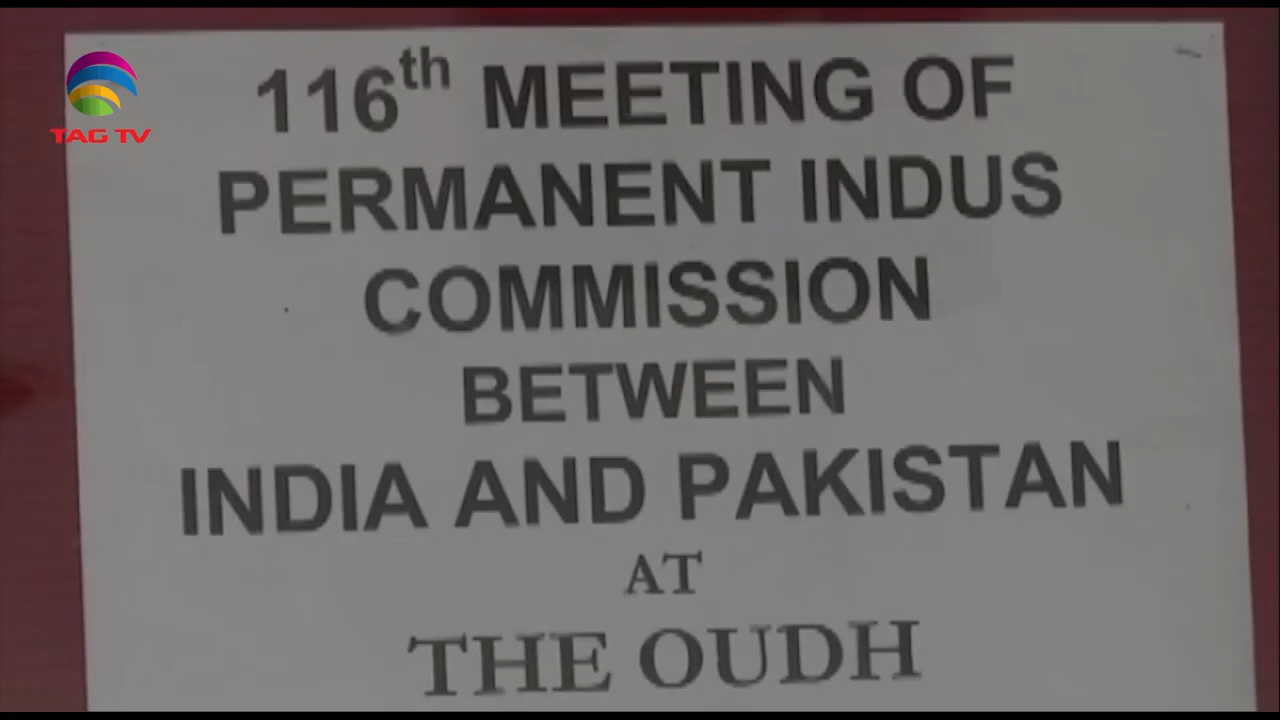 TAG TV
116th MEETING OF
PERMANENT INDUS
COMMISSION
BETWEEN
INDIA AND PAKISTAN
AT
THE OUDH